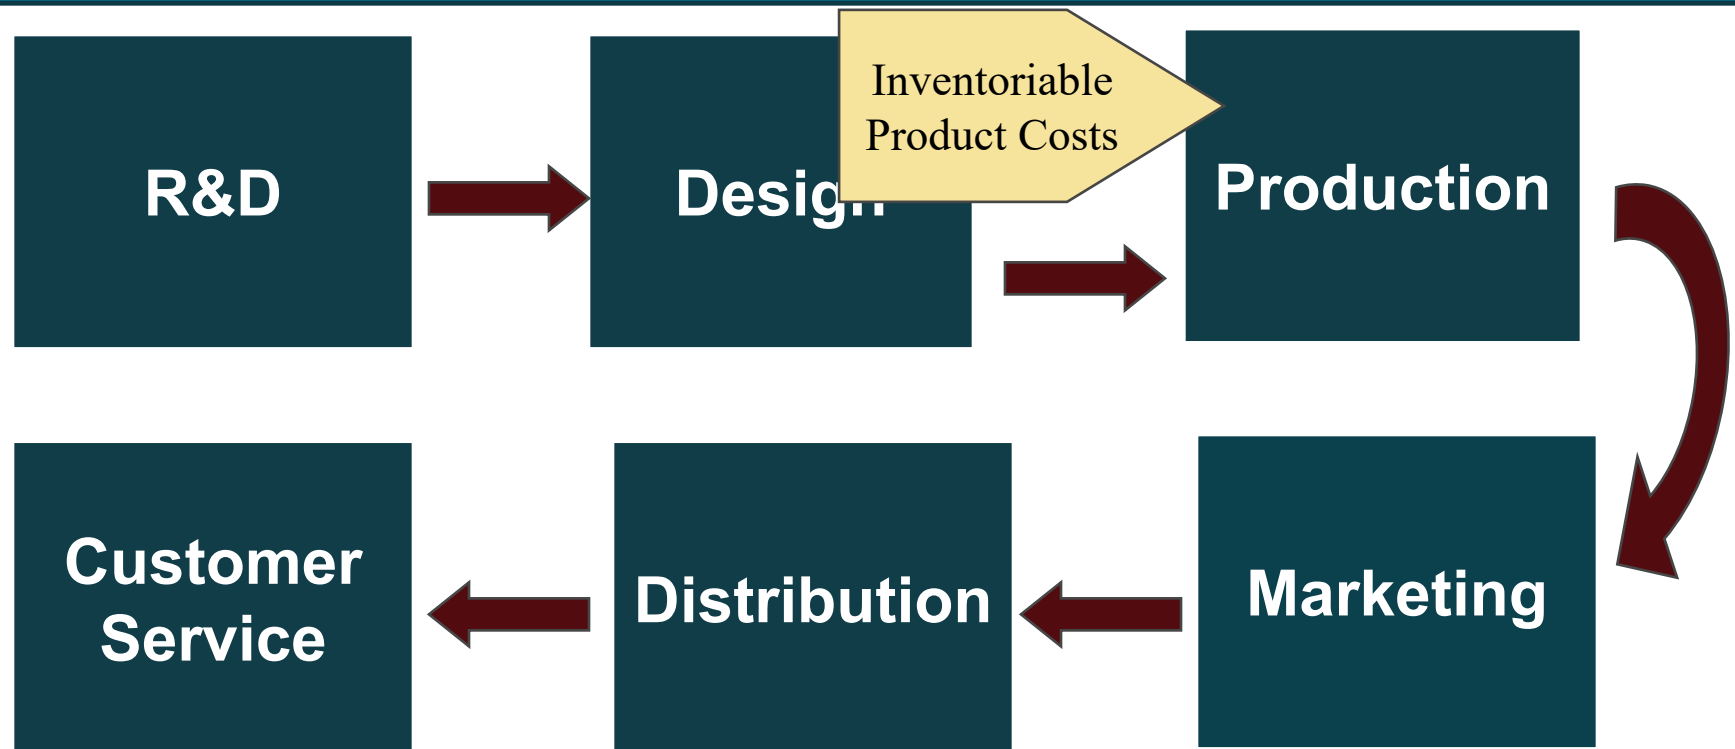 R&D
Design
Inventoriable
Product Costs
Production
Customer
Service
Distribution
Marketing